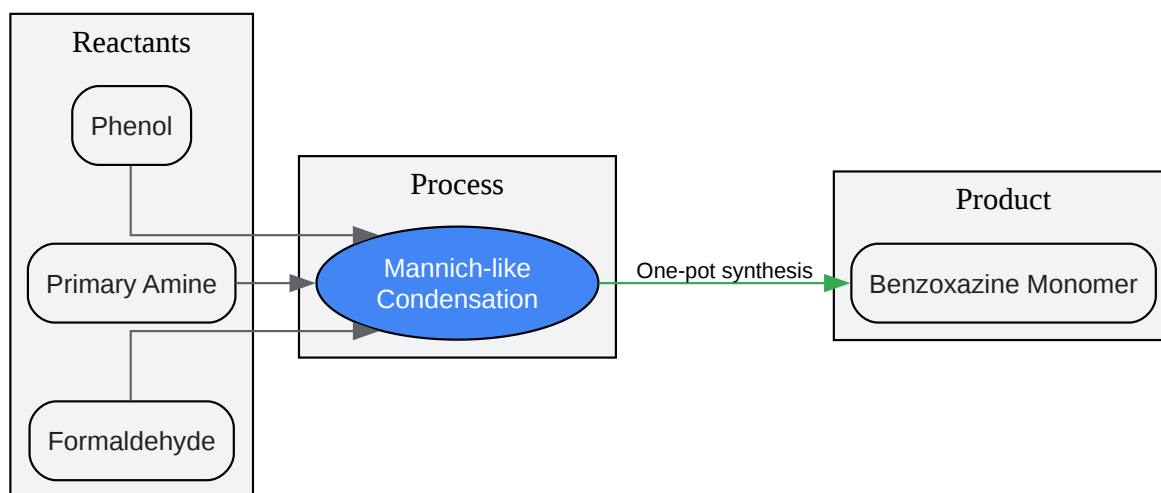 Reactants
Phenol
Primary Amine
Formaldehyde
Process
Mannich-like
Condensation
One-pot synthesis
Product
Benzoxazine Monomer